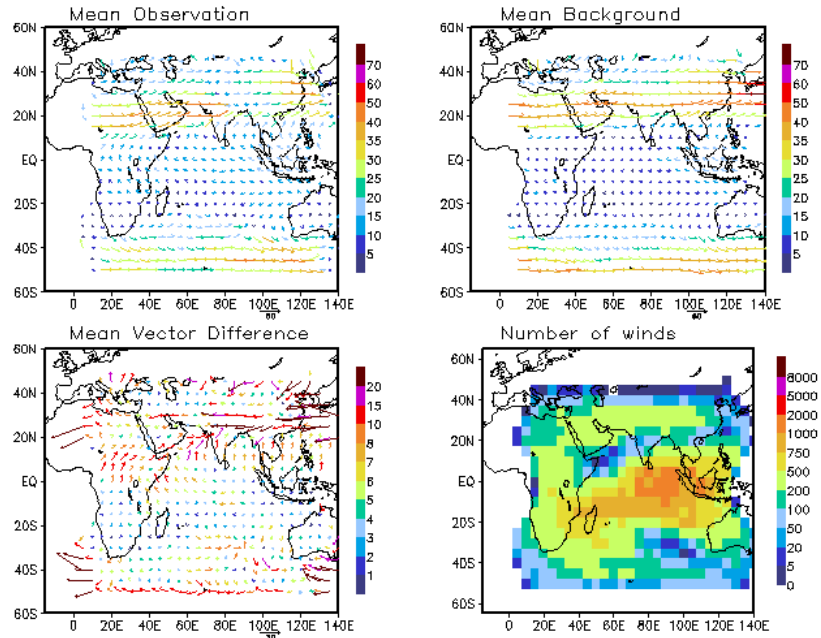 Mean Observation
60N
40N
20N
EQ
20S
40S
60S
0 20E 40E 60E 80E 100E 120E 140E
70
60
50
40
35
30
25
20
15
10
5
Mean Background
60N
40N
20N
EQ
20S
40S
60S
0 20E 40E 60E 80E 100E 120E 140E
70
60
50
40
35
30
25
20
15
10
5
Mean Vector Difference
60N
40N
20N
EQ
20S
40S
60S
0 20E 40E 60E 80E 100E 120E 140E
20
15
10
8
7
6
5
4
3
2
1
Number of winds
60N
40N
20N
EQ
20S
40S
60S
0 20E 40E 60E 80E 100E 120E 140E
8000
5000
2000
1000
750
500
200
100
50
20
5
0